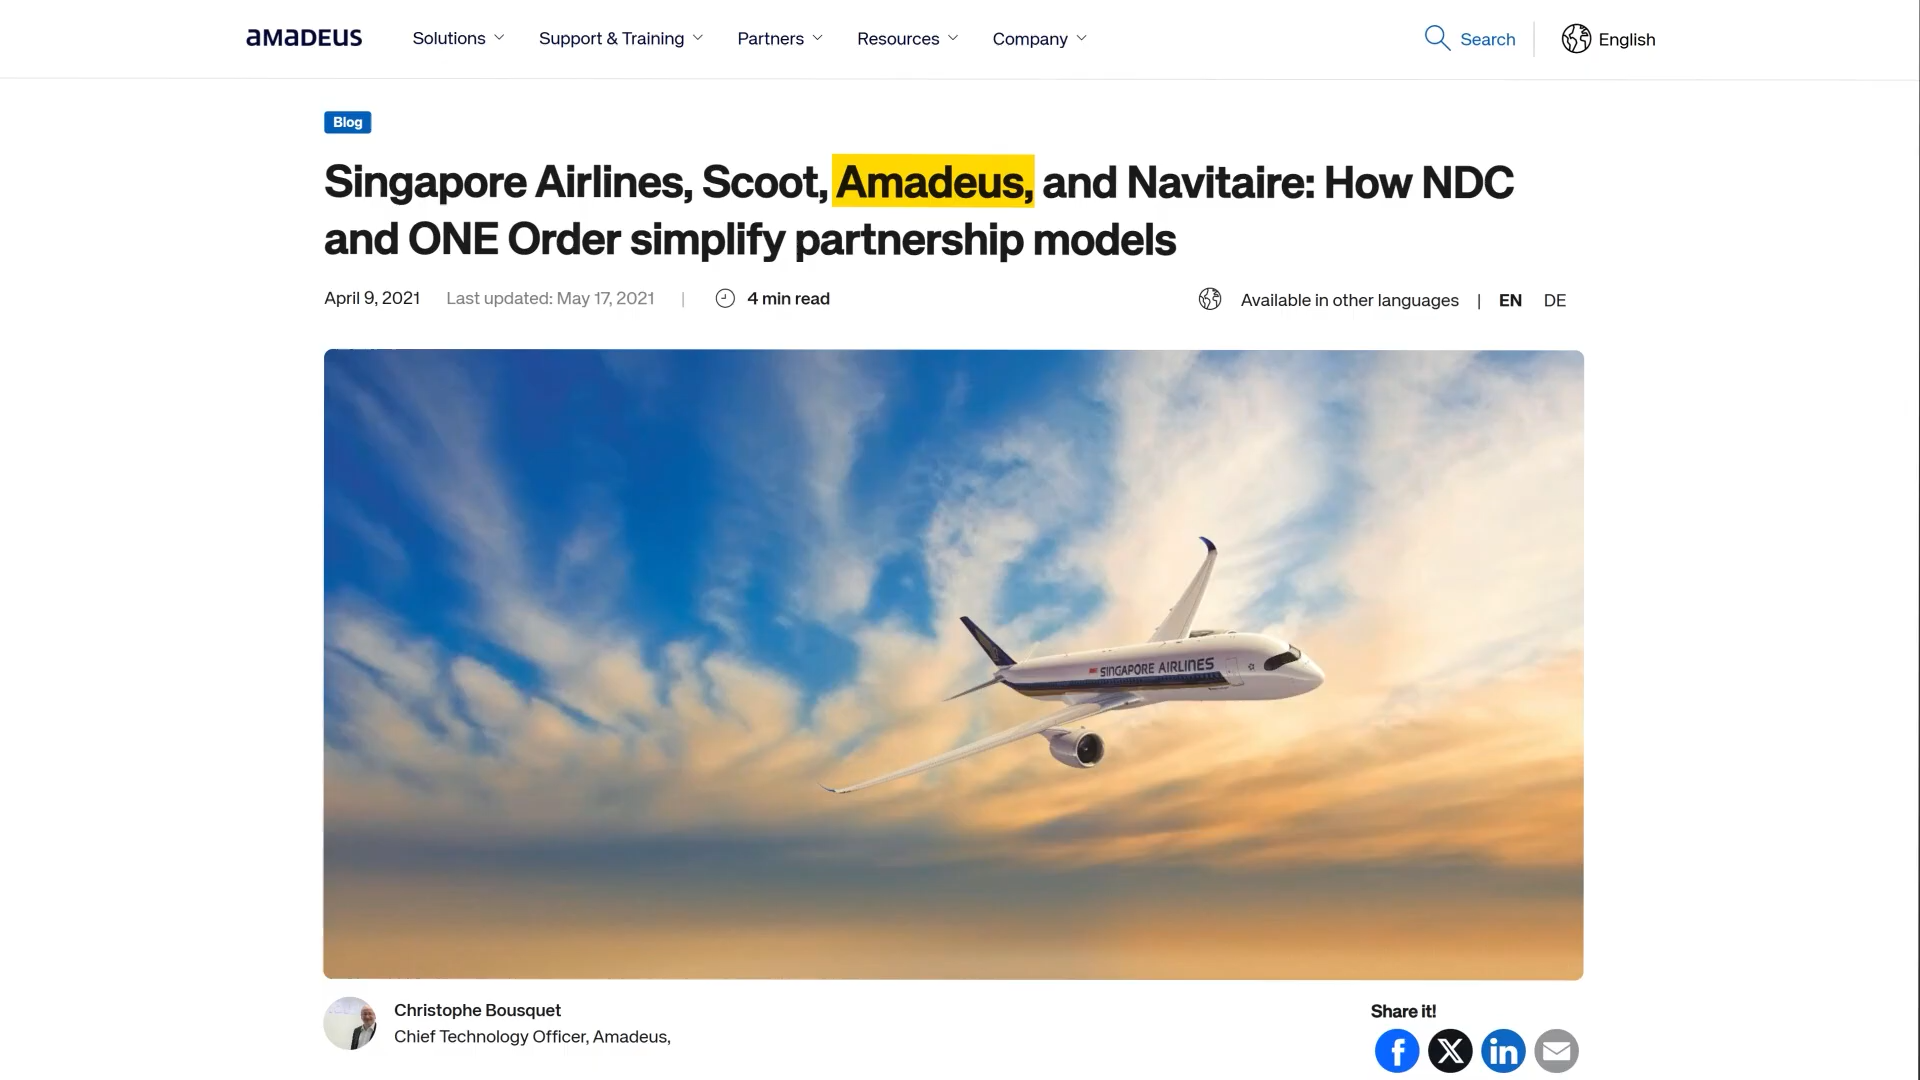 amadeus
Solutions
Support & Training
Partners
Resources
Company
Search
English
Blog
Singapore Airlines, Scoot, Amadeus, and Navitaire: How NDC
and ONE Order simplify partnership models
April 9, 2021 Last updated: May 17, 2021 | 4 min read
Available in other languages | EN DE
SINGAPORE AIRLINES
Christophe Bousquet
Chief Technology Officer, Amadeus,
Share it!